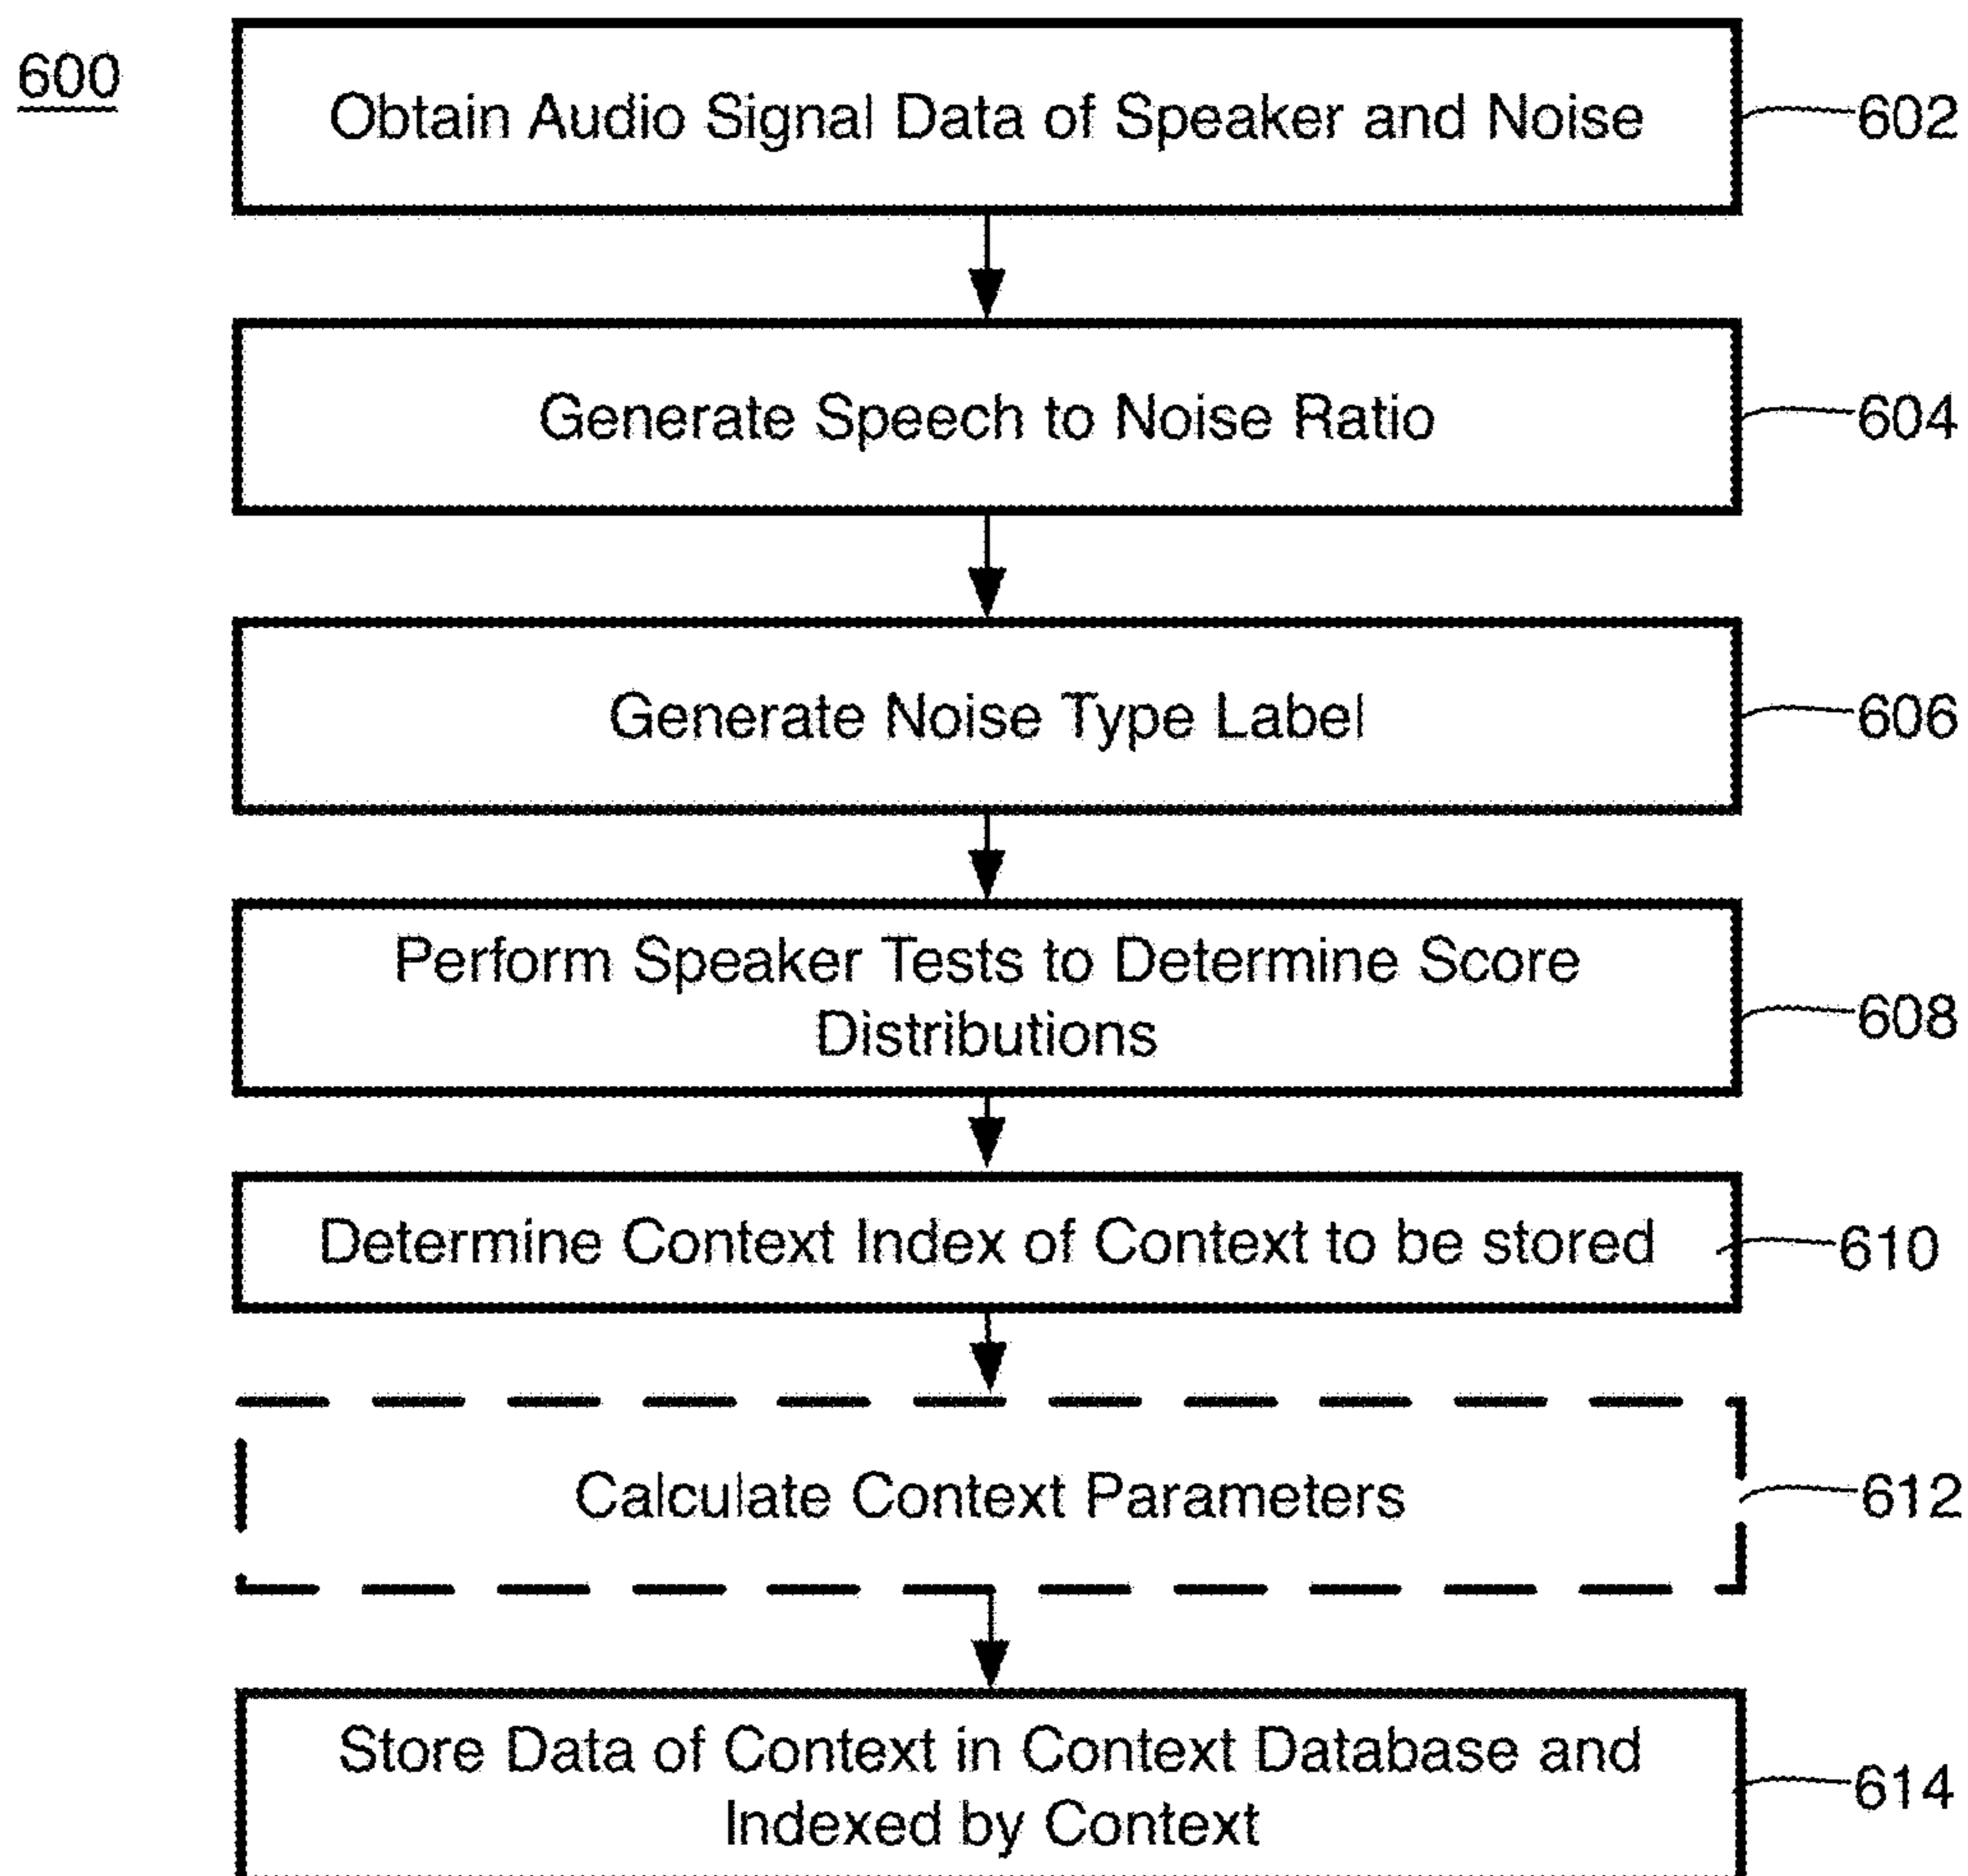 600
Obtain Audio Signal Data of Speaker and Noise
602
Generate Speech to Noise Ratio
604
Generate Noise Type Label
606
Perform Speaker Tests to Determine Score
Distributions
608
Determine Context Index of Context to be stored
610
Calculate Context Parameters
612
Store Data of Context in Context Database and
Indexed by Context
614